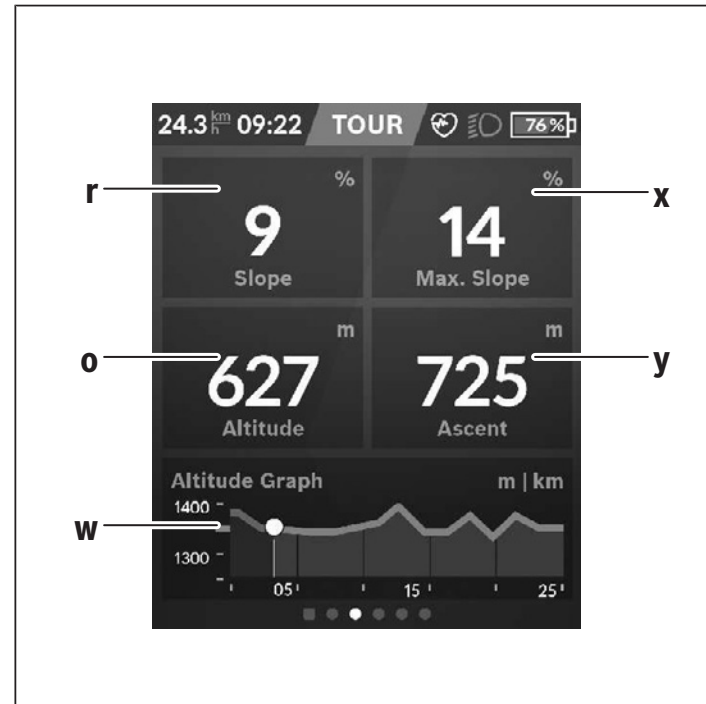 24.3 km/h 09:22 TOUR 76%
r % % x
9 14
Slope Max. Slope
m m
o y
627 725
Altitude Ascent
Altitude Graph m | km
1400
w
1300
05 15 25